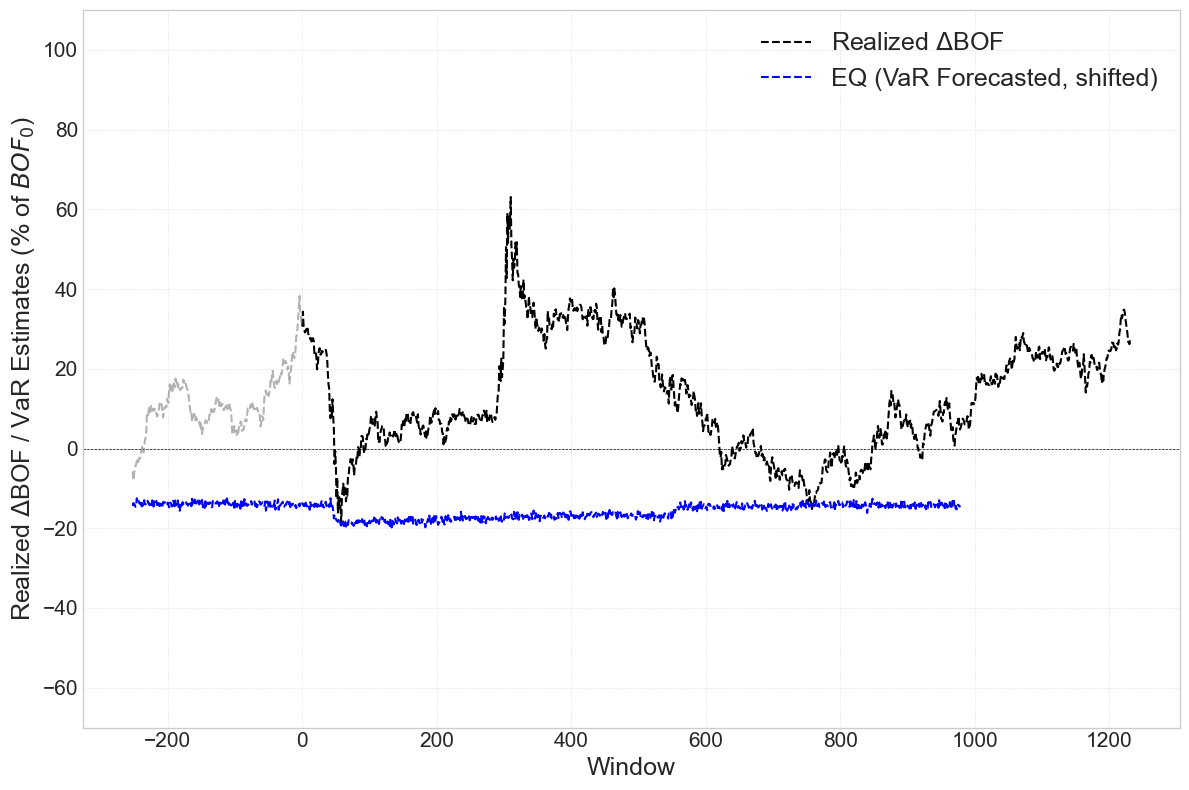 Realized ΔBOF
EQ (VaR Forecasted, shifted)
Realized ΔBOF / VaR Estimates (% of BOF₀)
100
80
60
40
20
0
−20
−40
−60
−200 0 200 400 600 800 1000 1200
Window